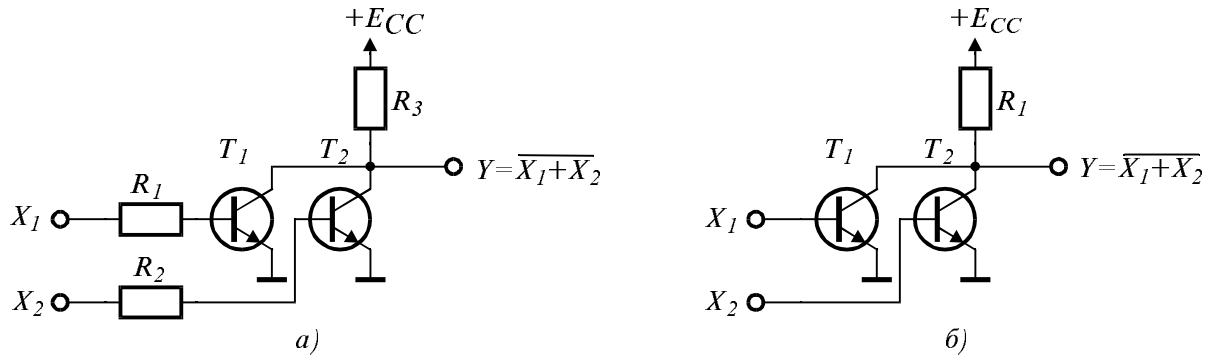 +E_CC
R_3
T_1 T_2
Y=\overline{X_1+X_2}
R_1
X_1
R_2
X_2
а)
+E_CC
R_1
T_1 T_2
Y=\overline{X_1+X_2}
X_1
X_2
б)